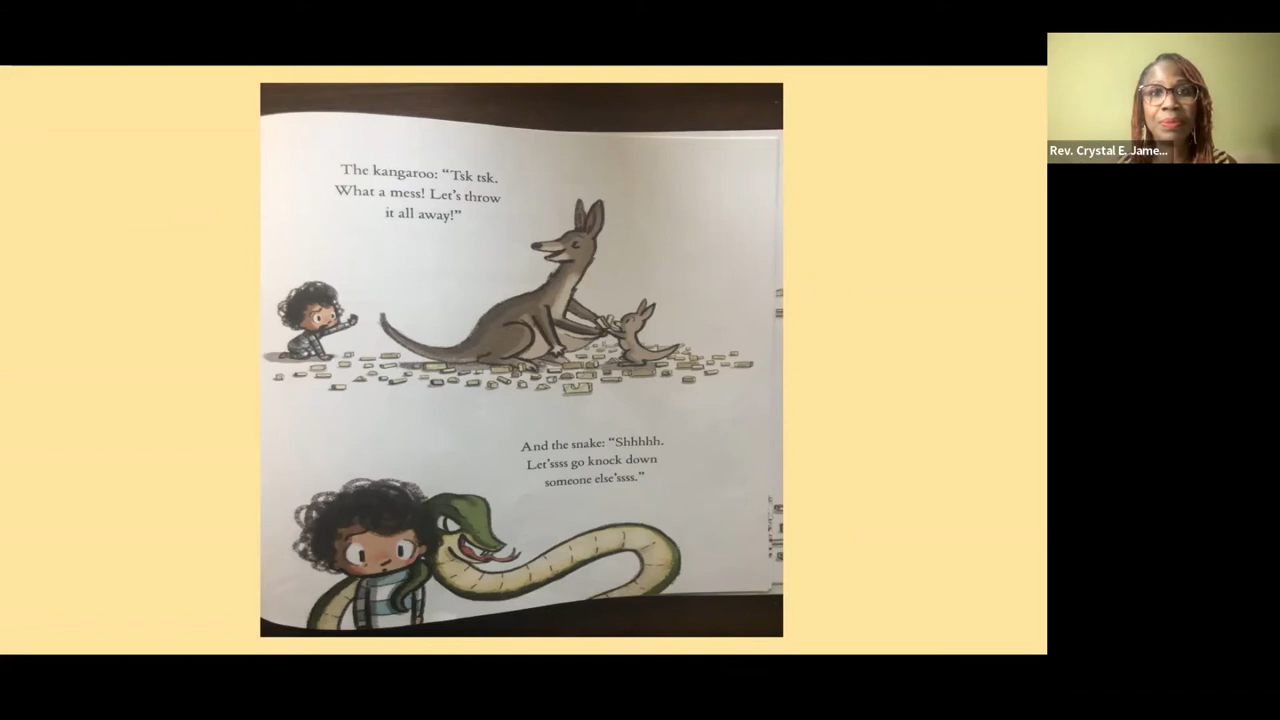 The kangaroo: “Tsk tsk.
What a mess! Let’s throw
it all away!”
And the snake: “Shhhhh.
Let’ssss go knock down
someone else’ssss.”
Rev. Crystal E. Jame...